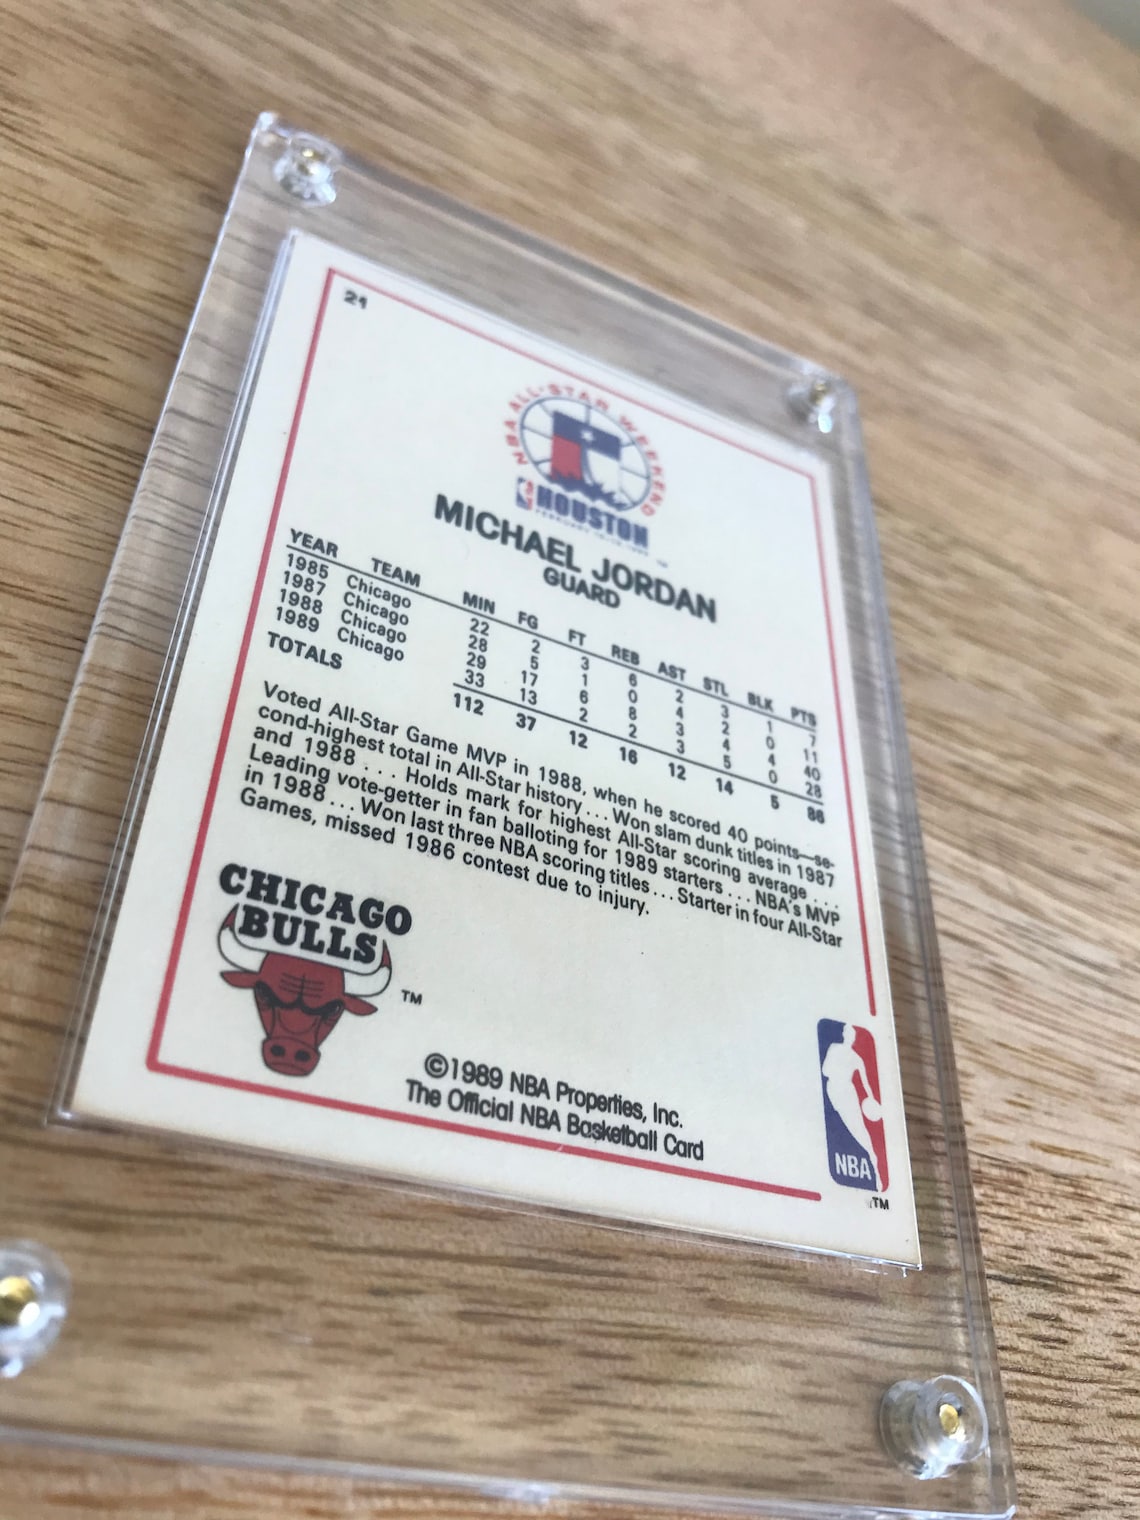 21
NBA ALL-STAR WEEKEND
HOUSTON
MICHAEL JORDAN
GUARD
YEAR TEAM MIN FG FT REB AST STL BLK PTS
1985 Chicago 22 2 3 6 2 3 1 7
1987 Chicago 28 5 1 0 4 2 0 11
1988 Chicago 29 17 6 8 3 4 4 40
1989 Chicago 33 13 2 2 3 5 0 28
TOTALS 112 37 12 16 12 14 5 86
Voted All-Star Game MVP in 1988, when he scored 40 points—se-
cond-highest total in All-Star history... Won slam dunk titles in 1987
and 1988 ... Holds mark for highest All-Star scoring average ...
Leading vote-getter in fan balloting for 1989 starters ... NBA's MVP
in 1988... Won last three NBA scoring titles... Starter in four All-Star
Games, missed 1986 contest due to injury.
CHICAGO
BULLS
TM
©1989 NBA Properties, Inc.
The Official NBA Basketball Card
NBA
TM